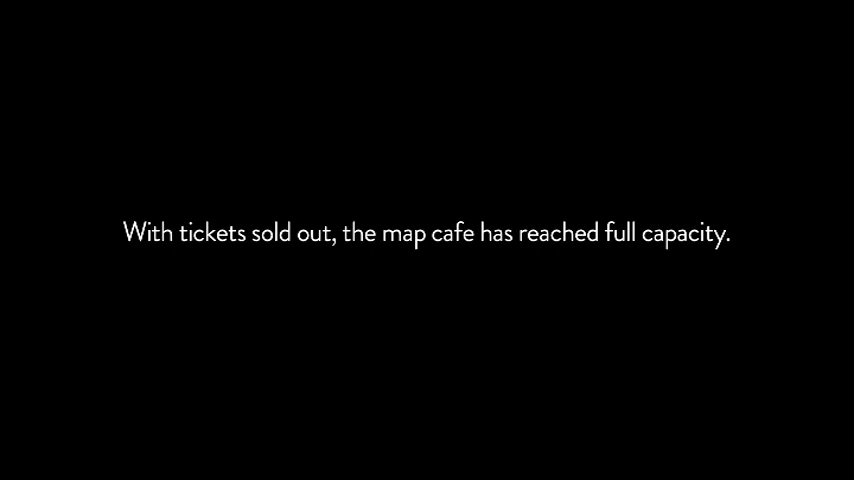 With tickets sold out, the map cafe has reached full capacity.